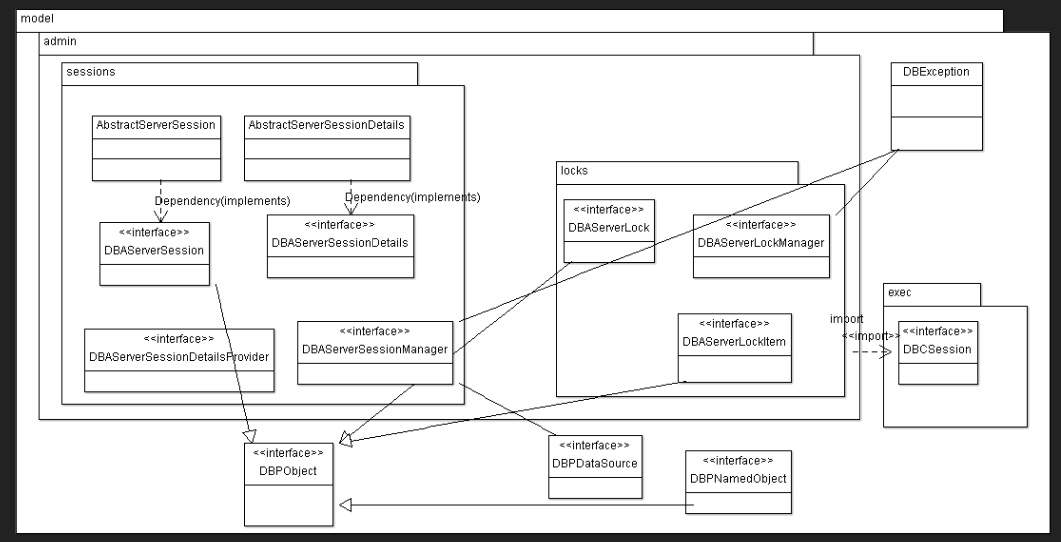 model
admin
sessions
DBException
AbstractServerSession
AbstractServerSessionDetails
locks
Dependency(implements)
Dependency(implements)
<<interface>>
DBAServerLock
<<interface>>
DBAServerLockManager
<<interface>>
DBAServerSession
<<interface>>
DBAServerSessionDetails
exec
<<interface>>
DBAServerSessionDetailsProvider
<<interface>>
DBAServerSessionManager
<<interface>>
DBAServerLockItem
import
<<import>>
<<interface>>
DBCSession
<<interface>>
DBPObject
<<interface>>
DBPDataSource
<<interface>>
DBPNamedObject